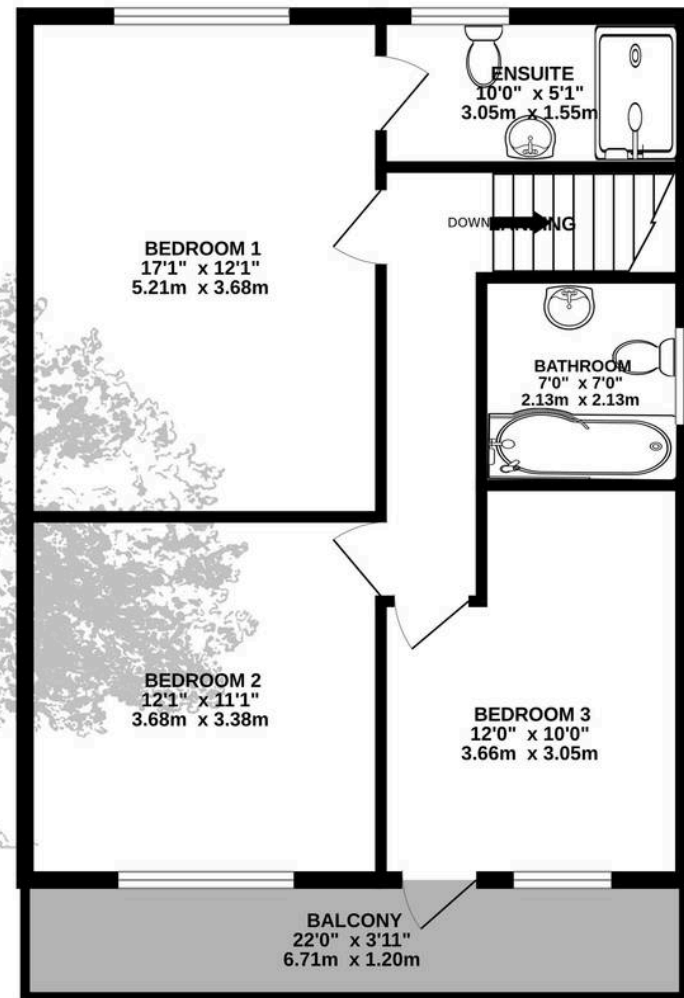 ENSUITE
10'0" x 5'1"
3.05m x 1.55m
DOWN
BEDROOM 1
17'1" x 12'1"
5.21m x 3.68m
BATHROOM
7'0" x 7'0"
2.13m x 2.13m
BEDROOM 2
12'1" x 11'1"
3.68m x 3.38m
BEDROOM 3
12'0" x 10'0"
3.66m x 3.05m
BALCONY
22'0" x 3'11"
6.71m x 1.20m